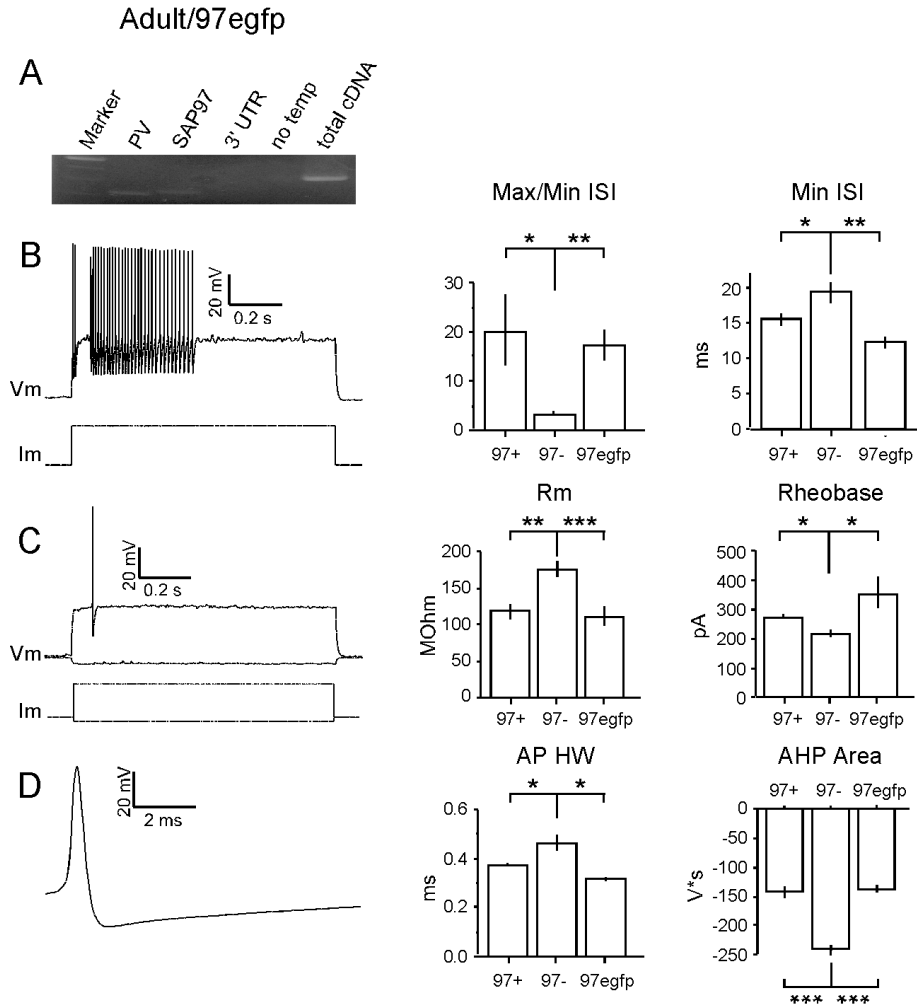 Adult/97egfp
A
Marker PV SAP97 3' UTR no temp total cDNA
B
20 mV
0.2 s
Vm
Im
Max/Min ISI
* **
30
20
10
0
97+ 97- 97egfp
Min ISI
* **
ms
20
15
10
5
0
97+ 97- 97egfp
C
20 mV
0.2 s
Vm
Im
Rm
** ***
MOhm
200
150
100
50
0
97+ 97- 97egfp
Rheobase
* *
pA
500
400
300
200
100
0
97+ 97- 97egfp
D
20 mV
2 ms
AP HW
* *
ms
0.6
0.4
0.2
0.0
97+ 97- 97egfp
AHP Area
97+ 97- 97egfp
V*s
0
-50
-100
-150
-200
-250
*** ***